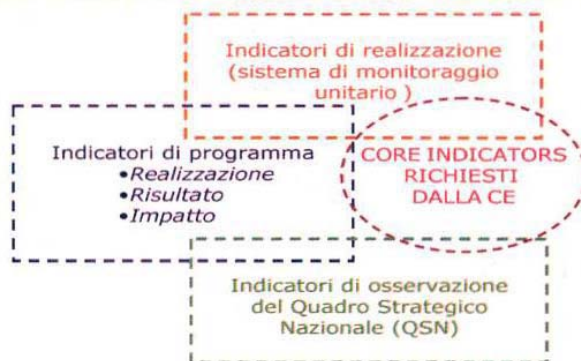 Indicatori di realizzazione
(sistema di monitoraggio
unitario )
Indicatori di programma
•Realizzazione
•Risultato
•Impatto
CORE INDICATORS
RICHIESTI
DALLA CE
Indicatori di osservazione
del Quadro Strategico
Nazionale (QSN)